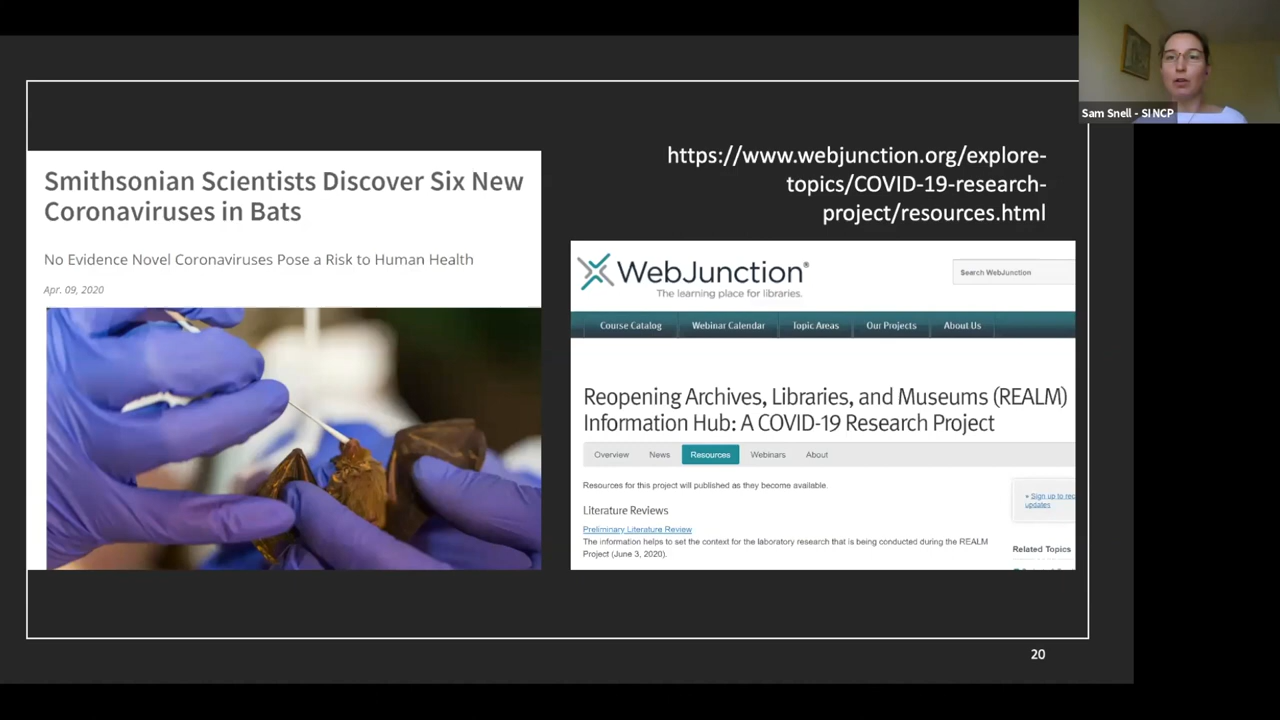 Sam Snell - SI NCP
Smithsonian Scientists Discover Six New
Coronaviruses in Bats
No Evidence Novel Coronaviruses Pose a Risk to Human Health
Apr. 09, 2020
https://www.webjunction.org/explore-
topics/COVID-19-research-
project/resources.html
WebJunction®
The learning place for libraries.
Search WebJunction
Course Catalog Webinar Calendar Topic Areas Our Projects About Us
Reopening Archives, Libraries, and Museums (REALM)
Information Hub: A COVID-19 Research Project
Overview News Resources Webinars About
Resources for this project will published as they become available.
Literature Reviews
Preliminary Literature Review
The information helps to set the context for the laboratory research that is being conducted during the REALM
Project (June 3, 2020).
» Sign up to rec
updates
Related Topics
20